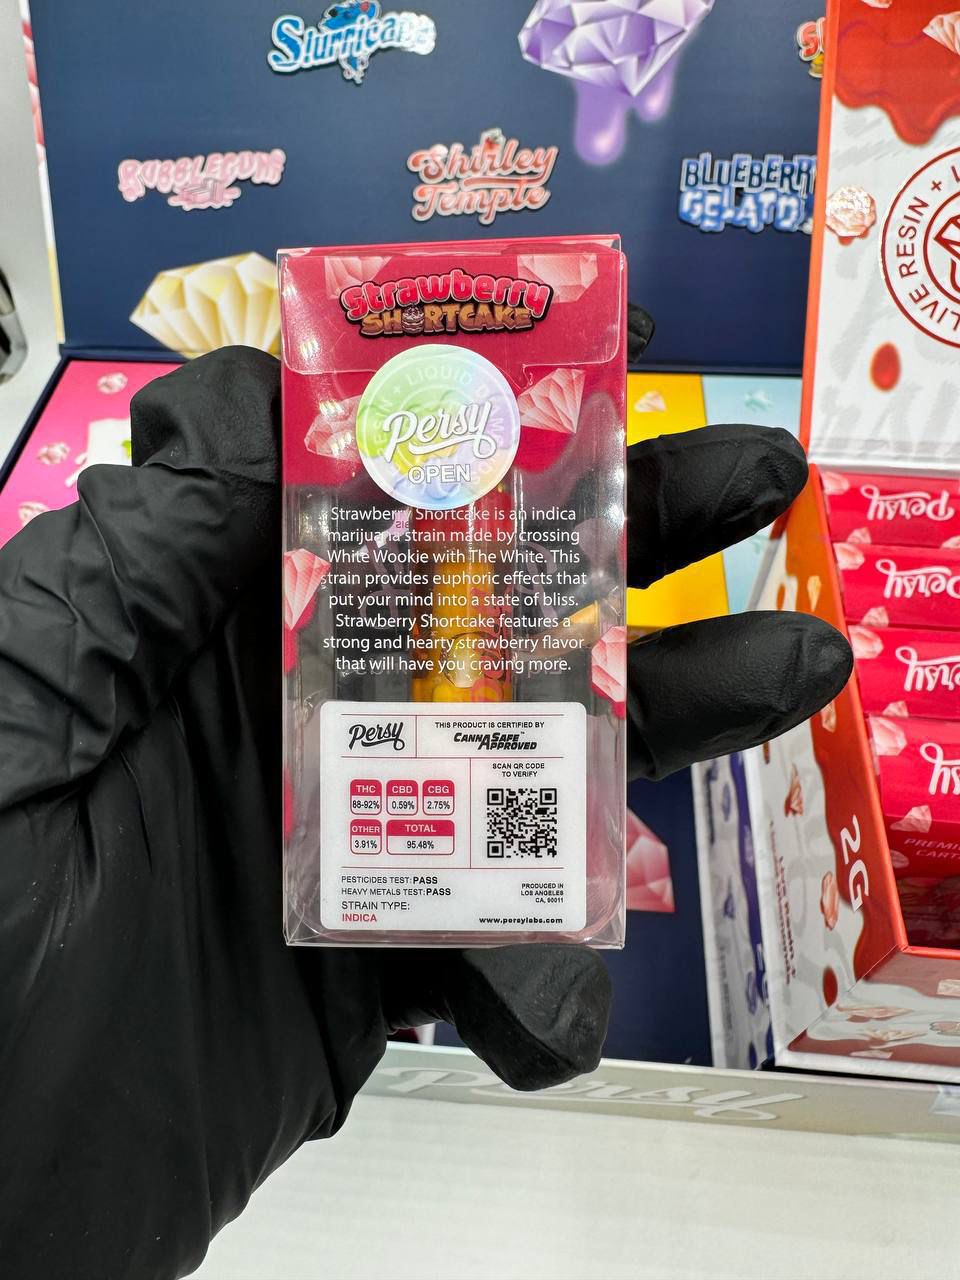 Slurricane
BUBBLEGUM
Shirley
Temple
BLUEBERRY
GELATO
LIVE RESIN +
Strawberry
SHORTCAKE
RESIN + LIQUID
Persy
OPEN
Strawberry Shortcake is an indica
marijuana strain made by crossing
White Wookie with The White. This
strain provides euphoric effects that
put your mind into a state of bliss.
Strawberry Shortcake features a
strong and hearty strawberry flavor
that will have you craving more.
Persy
THIS PRODUCT IS CERTIFIED BY
CANNASAFE™
APPROVED
SCAN QR CODE
TO VERIFY
THC CBD CBG
88-92% 0.59% 2.75%
OTHER TOTAL
3.91% 95.48%
PESTICIDES TEST: PASS
HEAVY METALS TEST: PASS
STRAIN TYPE:
INDICA
PRODUCED IN
LOS ANGELES
CA, 90011
www.persylabs.com
Persy
Persy
Persy
2G
Persy